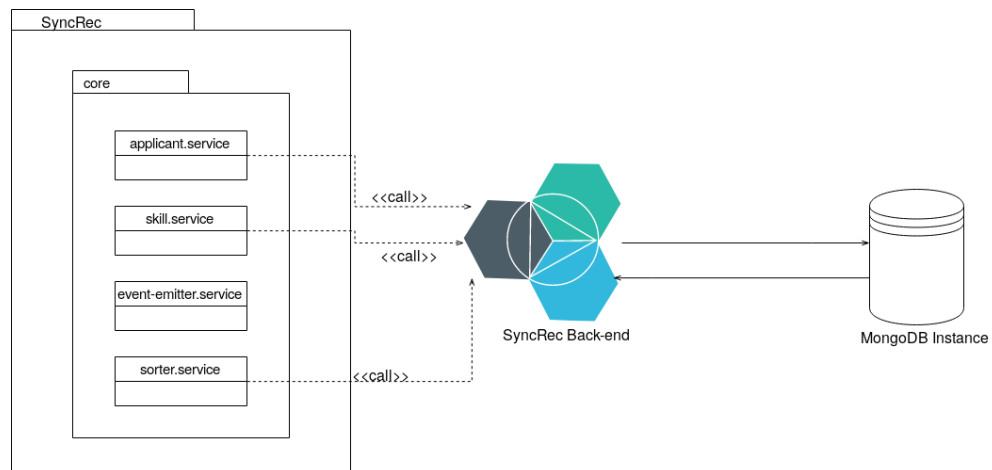 SyncRec
core
applicant.service
<<call>>
skill.service
<<call>>
event-emitter.service
SyncRec Back-end
MongoDB Instance
sorter.service
<<call>>